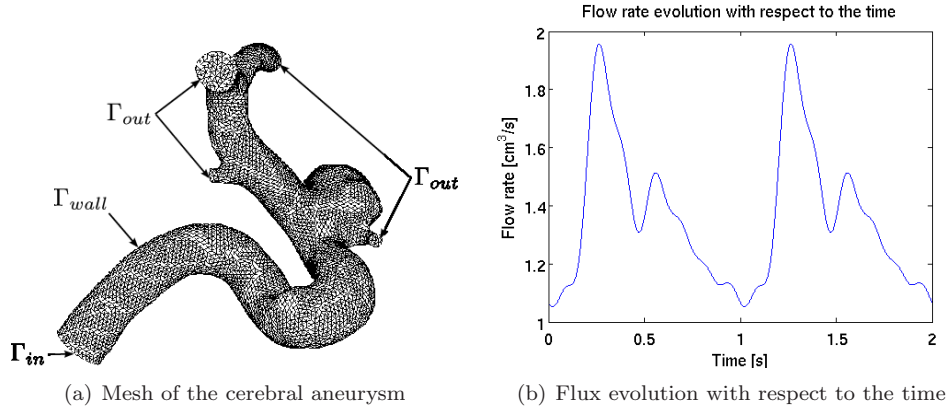 Γout
Γout
Γwall
Γin
(a) Mesh of the cerebral aneurysm
Flow rate evolution with respect to the time
Flow rate [cm³/s]
2
1.8
1.6
1.4
1.2
1
0
0.5
1
1.5
2
Time [s]
(b) Flux evolution with respect to the time